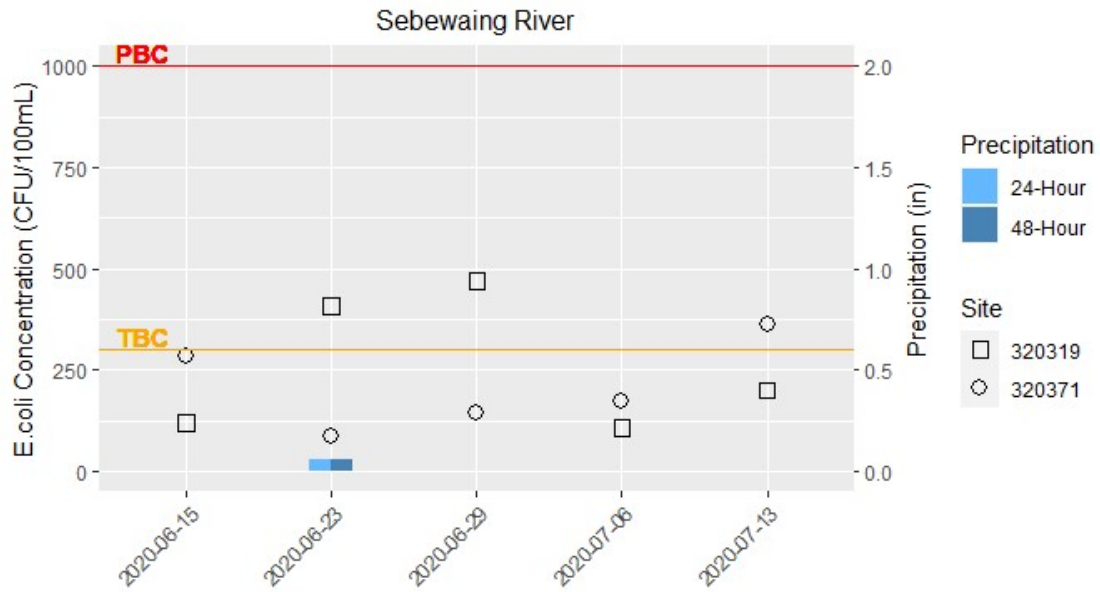 Sebewaing River
PBC
TBC
E.coli Concentration (CFU/100mL)
1000
750
500
250
0
2.0
1.5
1.0
0.5
0.0
Precipitation (in)
2020-06-15
2020-06-23
2020-06-29
2020-07-06
2020-07-13
Precipitation
24-Hour
48-Hour
Site
320319
320371